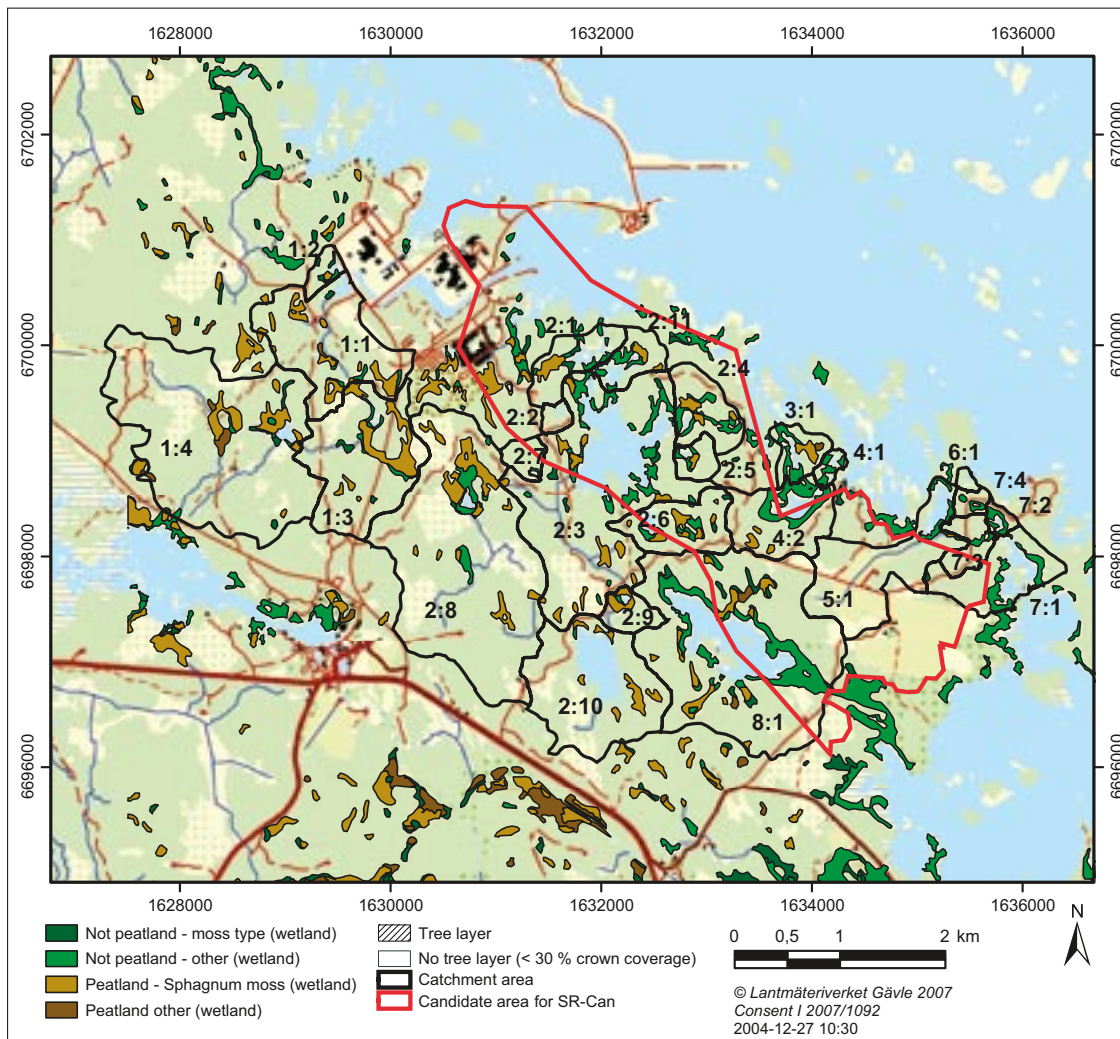 1628000 1630000 1632000 1634000 1636000
6702000 6702000
1:2
2:1 2:11
6700000 6700000
1:1 2:4
3:1
2:2
4:1 6:1
1:4 2:7 2:5 7:4
7:2
1:3 2:3 2:6 4:2
6698000 6698000
7:3
5:1 7:1
2:8 2:9
2:10 8:1
6696000 6696000
1628000 1630000 1632000 1634000 1636000
Not peatland - moss type (wetland)
Not peatland - other (wetland)
Peatland - Sphagnum moss (wetland)
Peatland other (wetland)
Tree layer
No tree layer (< 30 % crown coverage)
Catchment area
Candidate area for SR-Can
0 0,5 1 2 km
N
© Lantmäteriverket Gävle 2007
Consent I 2007/1092
2004-12-27 10:30